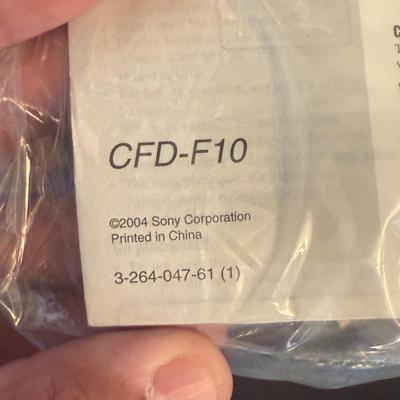 CFD-F10
©2004 Sony Corporation
Printed in China
3-264-047-61 (1)